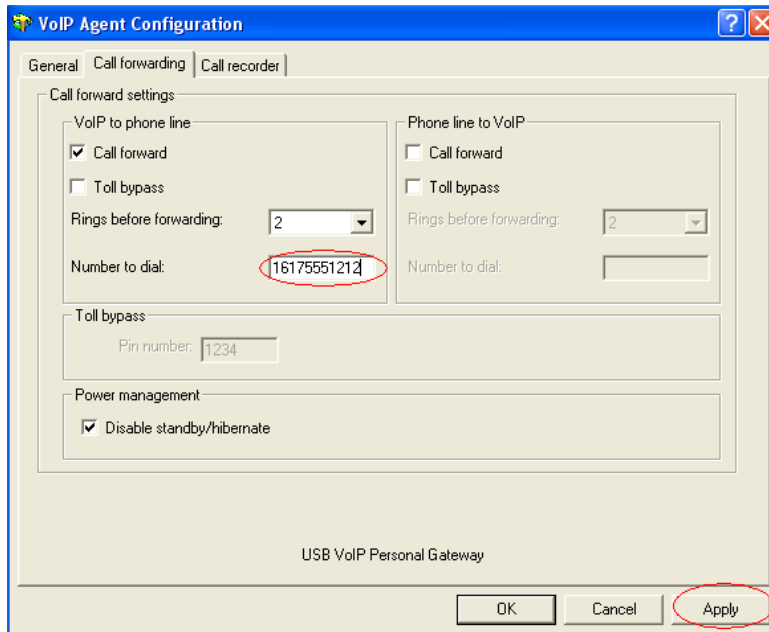 VoIP Agent Configuration
General Call forwarding Call recorder
Call forward settings
VoIP to phone line
Call forward
Toll bypass
Rings before forwarding: 2
Number to dial: 16175551212
Phone line to VoIP
Call forward
Toll bypass
Rings before forwarding: 2
Number to dial:
Toll bypass
Pin number: 1234
Power management
Disable standby/hibernate
USB VoIP Personal Gateway
OK Cancel Apply